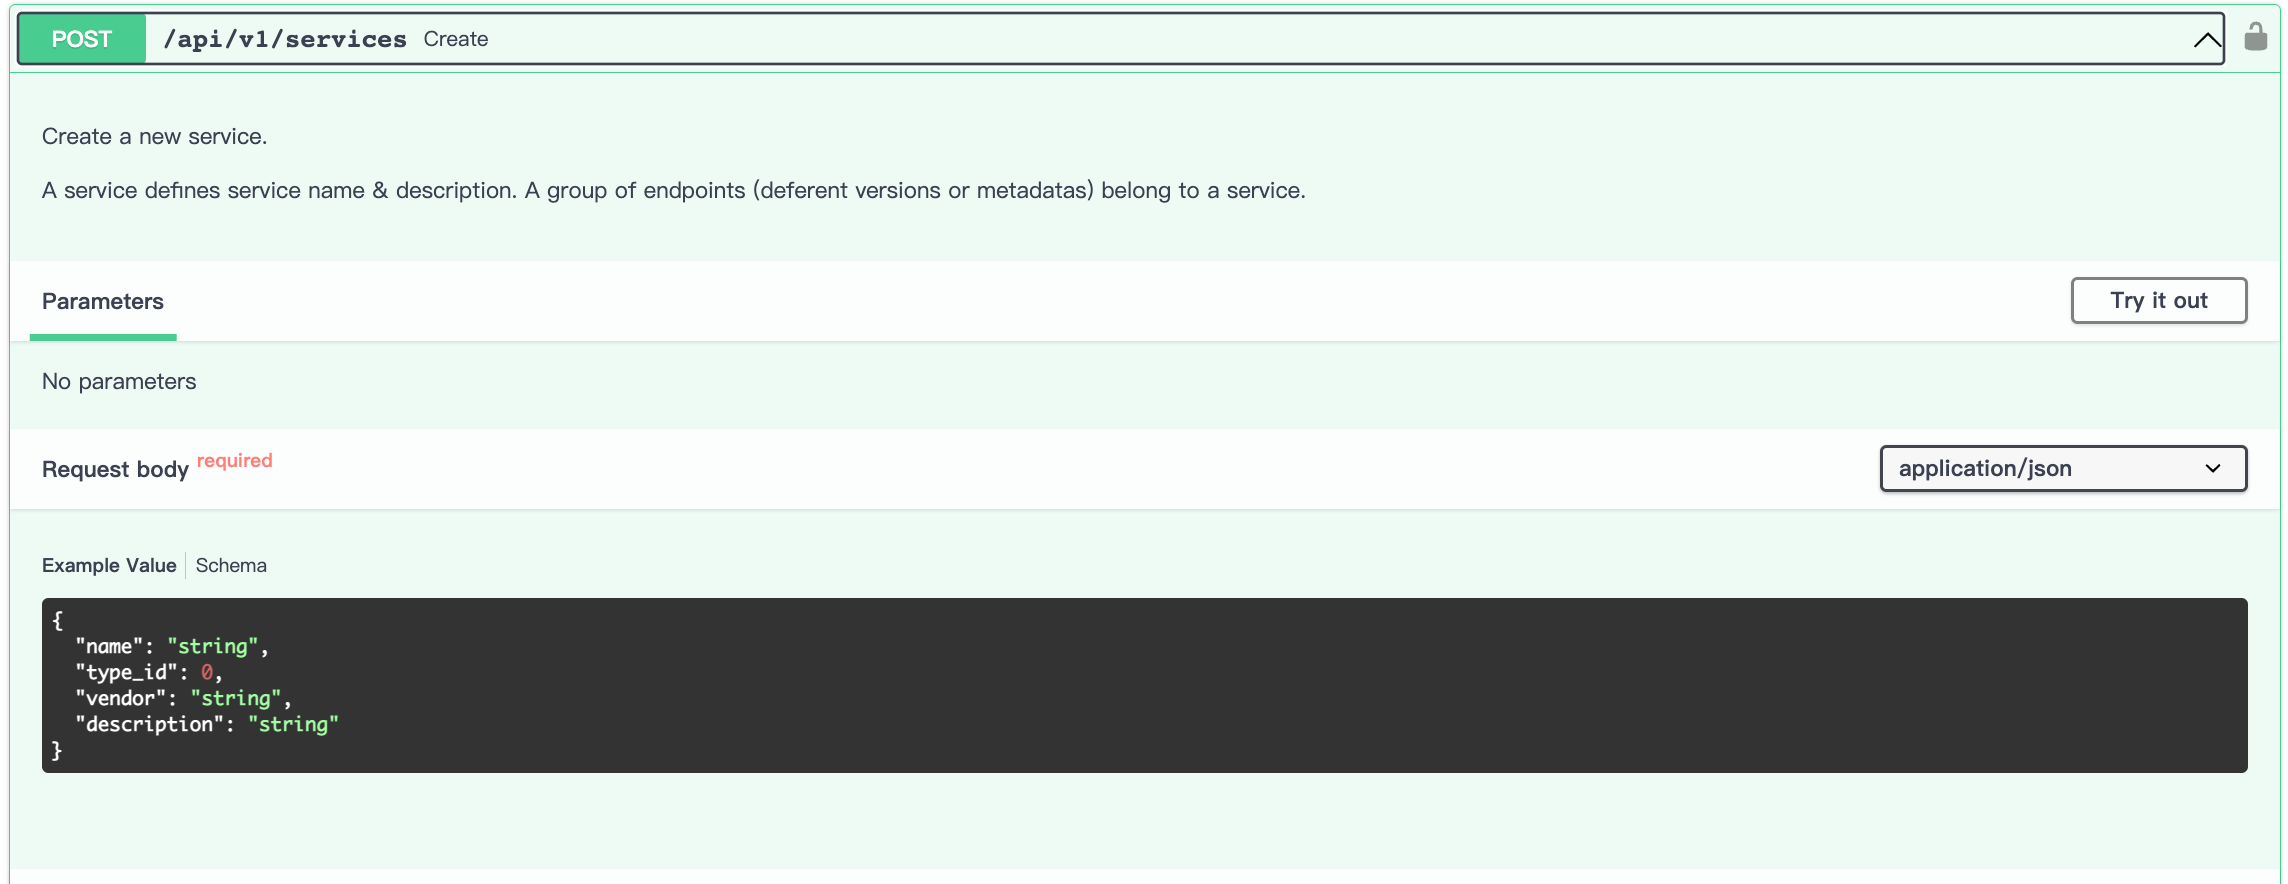 POST /api/v1/services Create
Create a new service.
A service defines service name & description. A group of endpoints (deferent versions or metadatas) belong to a service.
Parameters
Try it out
No parameters
Request body required
application/json
Example Value
Schema
{
  "name": "string",
  "type_id": 0,
  "vendor": "string",
  "description": "string"
}